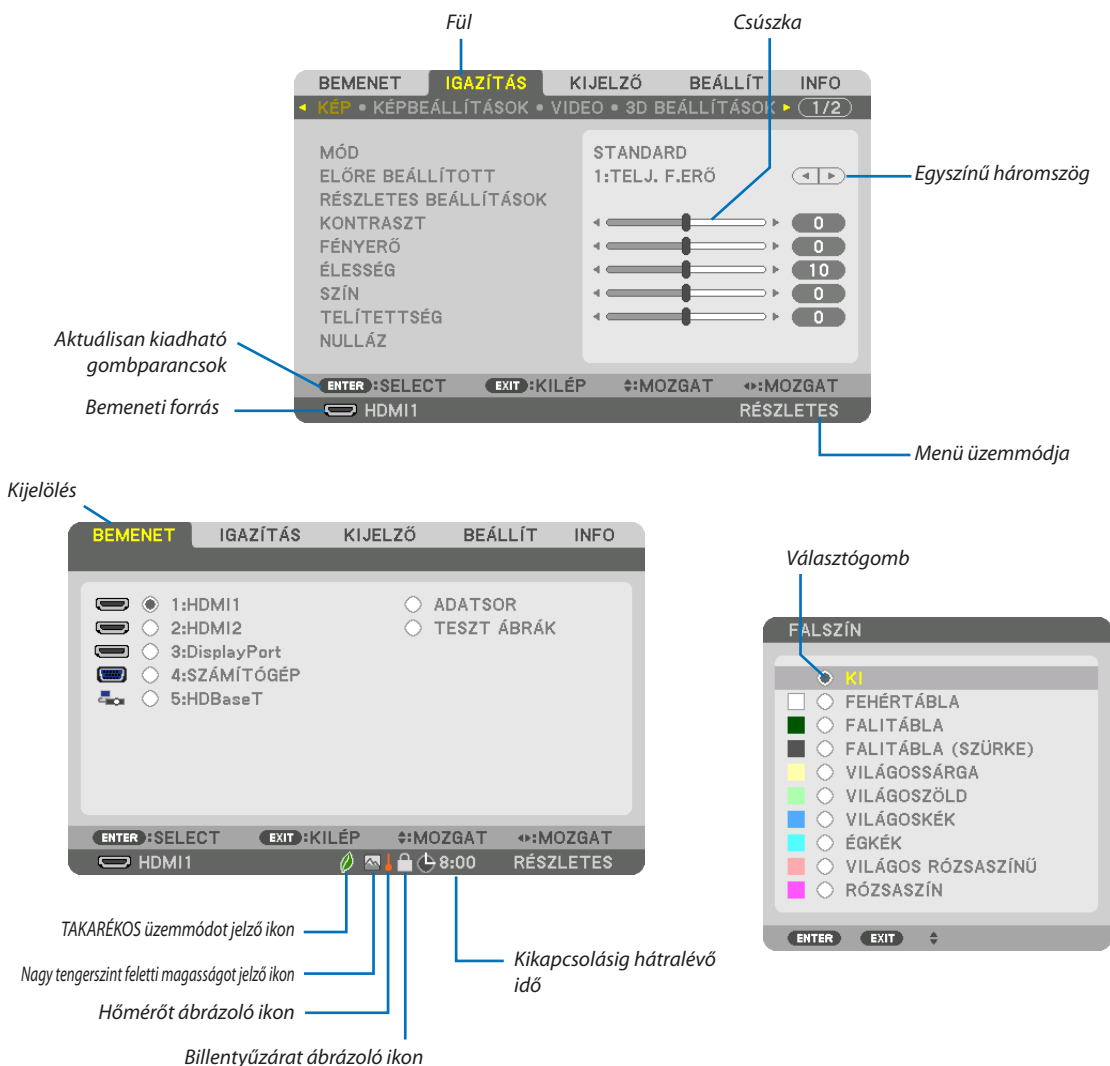 Fül
Csúszka
BEMENET IGAZÍTÁS KIJELZŐ BEÁLLÍT INFO
KÉP • KÉPBEÁLLÍTÁSOK • VIDEO • 3D BEÁLLÍTÁSOK 1/2
MÓD STANDARD
ELŐRE BEÁLLÍTOTT 1:TELJ. F.ERŐ
Egyszínű háromszög
RÉSZLETES BEÁLLÍTÁSOK
KONTRASZT 0
FÉNYERŐ 0
ÉLESSÉG 10
SZÍN 0
TELÍTETTSÉG 0
NULLÁZ
Aktuálisan kiadható
gombparancsok
ENTER :SELECT EXIT :KILÉP :MOZGAT :MOZGAT
Bemeneti forrás
HDMI1 RÉSZLETES
Menü üzemmódja
Kijelölés
BEMENET IGAZÍTÁS KIJELZŐ BEÁLLÍT INFO
1:HDMI1 ADATSOR
2:HDMI2 TESZT ÁBRÁK
3:DisplayPort
4:SZÁMÍTÓGÉP
5:HDBaseT
ENTER :SELECT EXIT :KILÉP :MOZGAT :MOZGAT
HDMI1 8:00 RÉSZLETES
TAKARÉKOS üzemmódot jelző ikon
Nagy tengerszint feletti magasságot jelző ikon
Hőmérőt ábrázoló ikon
Billentyűzárat ábrázoló ikon
Kikapcsolásig hátralévő
idő
Választógomb
FALSZÍN
KI
FEHÉRTÁBLA
FALITÁBLA
FALITÁBLA (SZÜRKE)
VILÁGOSSÁRGA
VILÁGOSZÖLD
VILÁGOSKÉK
ÉGKÉK
VILÁGOS RÓZSASZÍNŰ
RÓZSASZÍN
ENTER EXIT